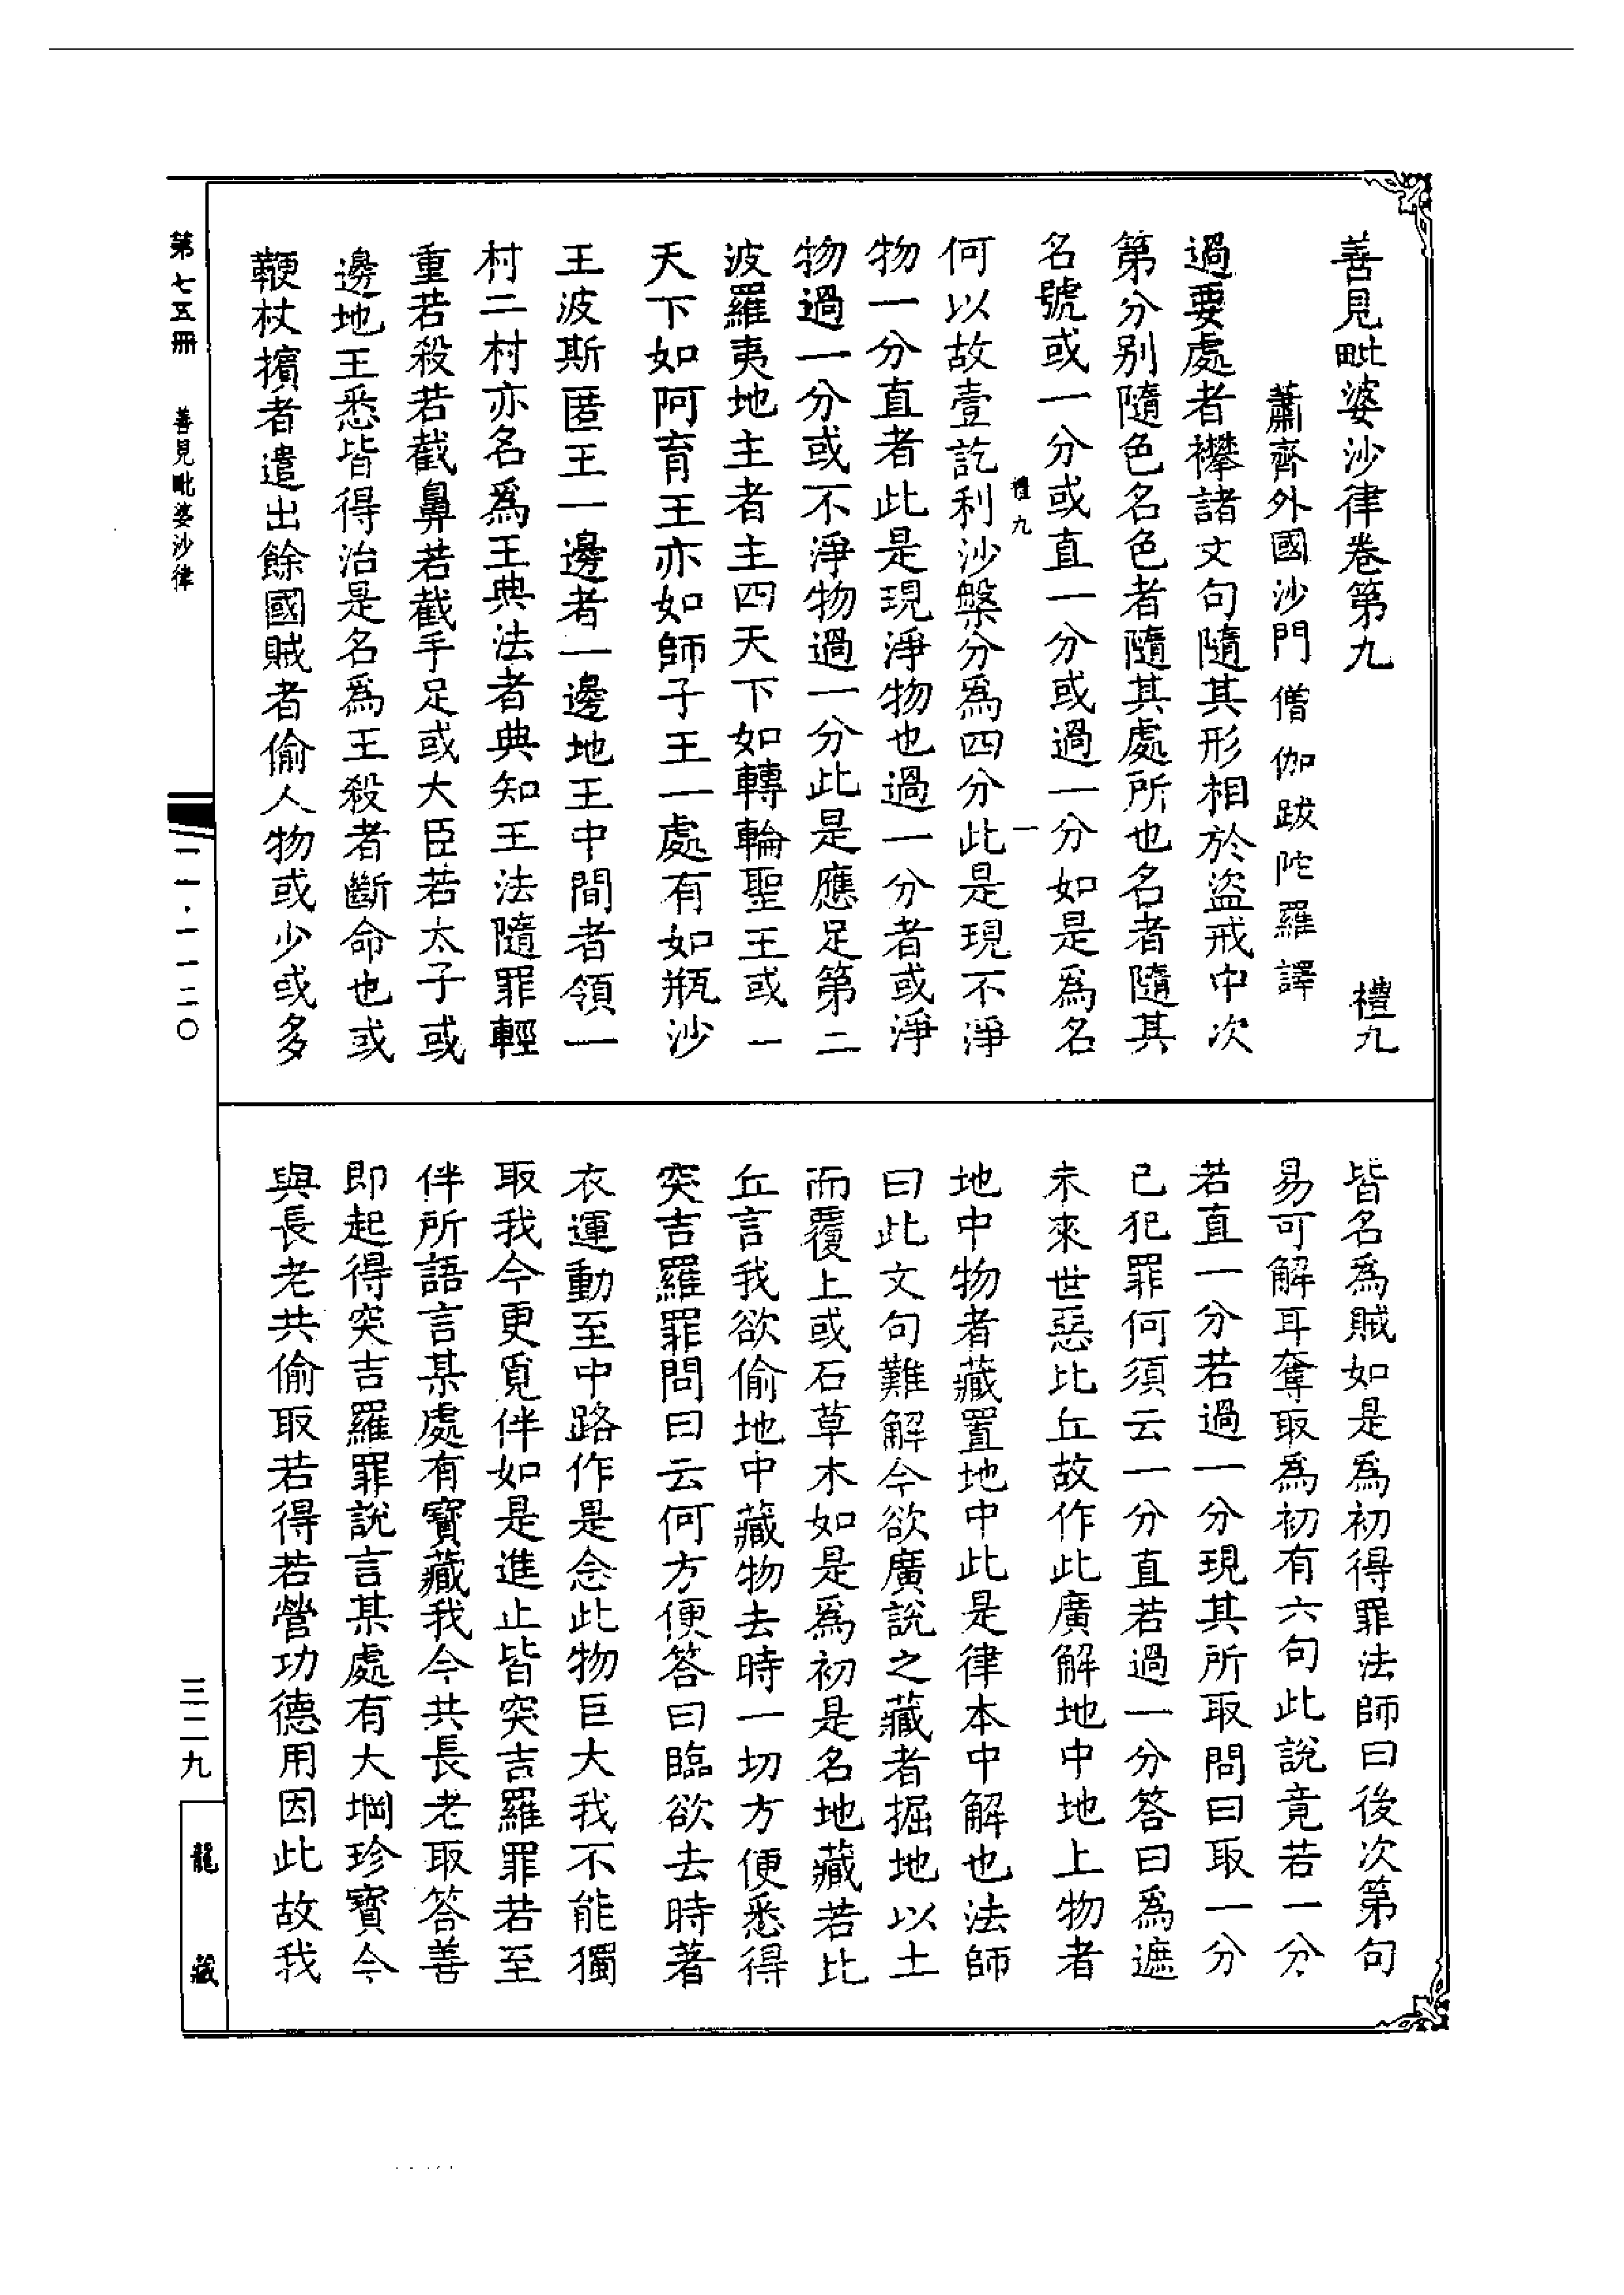 善見毗婆沙律卷第九　禮九
蕭齊外國沙門僧伽跋陀羅譯
過要處者襻諸文句隨其形相於盜戒中次
第分别隨色名色者隨其處所也名者隨其
名號或一分或直一分或過一分如是為名
禮九　一
何以故壹訖利沙槃分為四分此是現不淨
物一分直者此是現淨物也過一分者或淨
物過一分或不淨物過一分此是應足第二
波羅夷地主者主四天下如轉輪聖王或一
天下如阿育王亦如師子王一處有如瓶沙
王波斯匿王一邊者一邊地王中間者領一
村二村亦名為王典法者典知王法隨罪輕
重若殺若截鼻若截手足或大臣若太子或
邊地王悉皆得治是名為王殺者斷命也或
鞭杖擯者遣出餘國賊者偷人物或少或多
皆名為賊如是為初得罪法師曰後次第句
易可解耳奪取為初有六句此說竟若一分
若直一分若過一分現其所取問曰取一分
已犯罪何須云一分直若過一分答曰為遮
未來世惡比丘故作此廣解地中地上物者
地中物者藏置地中此是律本中解也法師
曰此文句難解今欲廣說之藏者掘地以土
而覆上或石草木如是為初是名地藏若比
丘言我欲偷地中藏物去時一切方便悉得
突吉羅罪問曰云何方便答曰臨欲去時著
衣運動至中路作是念此物巨大我不能獨
取我今更覓伴如是進止皆突吉羅罪若至
伴所語言某處有寶藏我今共長老取答善
即起得突吉羅罪說言某處有大堈珍寶今
與長老共偷取若得若營功德用因此故我
第七五冊　善見毗婆沙律
一一·一一二〇
三二九
龍藏